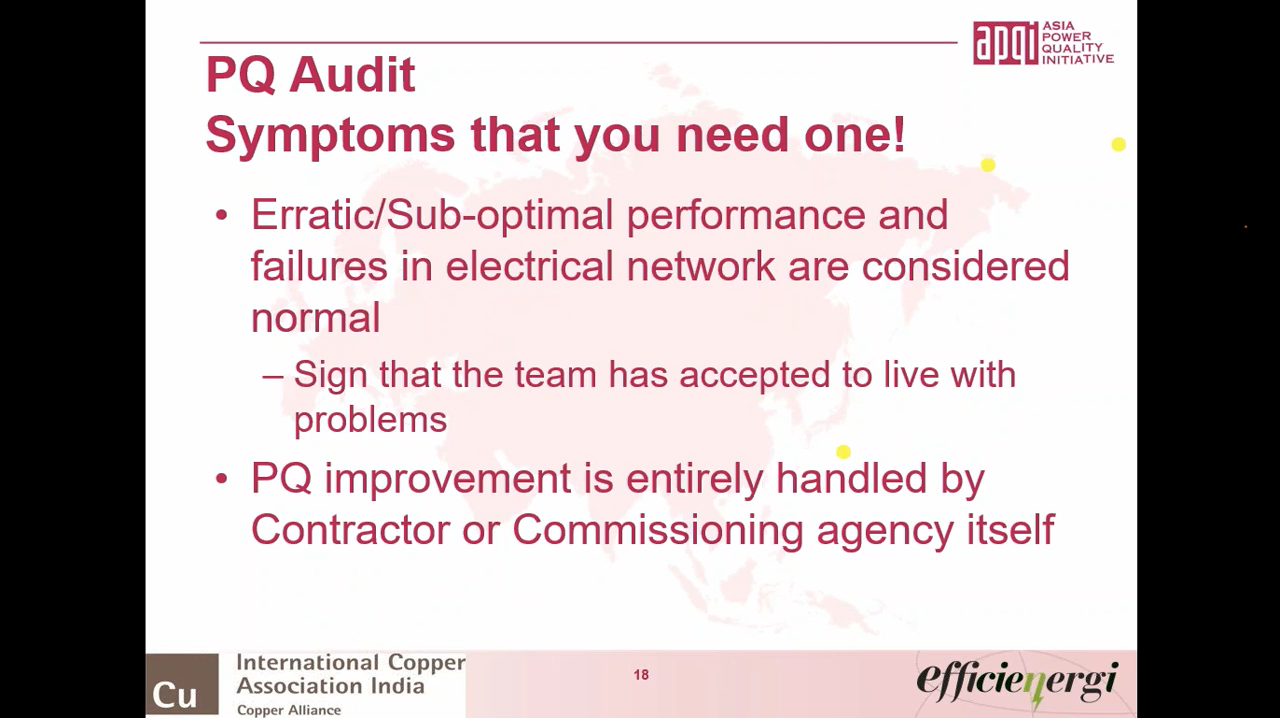 apqi
ASIA
POWER
QUALITY
INITIATIVE
PQ Audit
Symptoms that you need one!
• Erratic/Sub-optimal performance and
failures in electrical network are considered
normal
– Sign that the team has accepted to live with
problems
• PQ improvement is entirely handled by
Contractor or Commissioning agency itself
Cu
International Copper
Association India
Copper Alliance
18
efficienergi